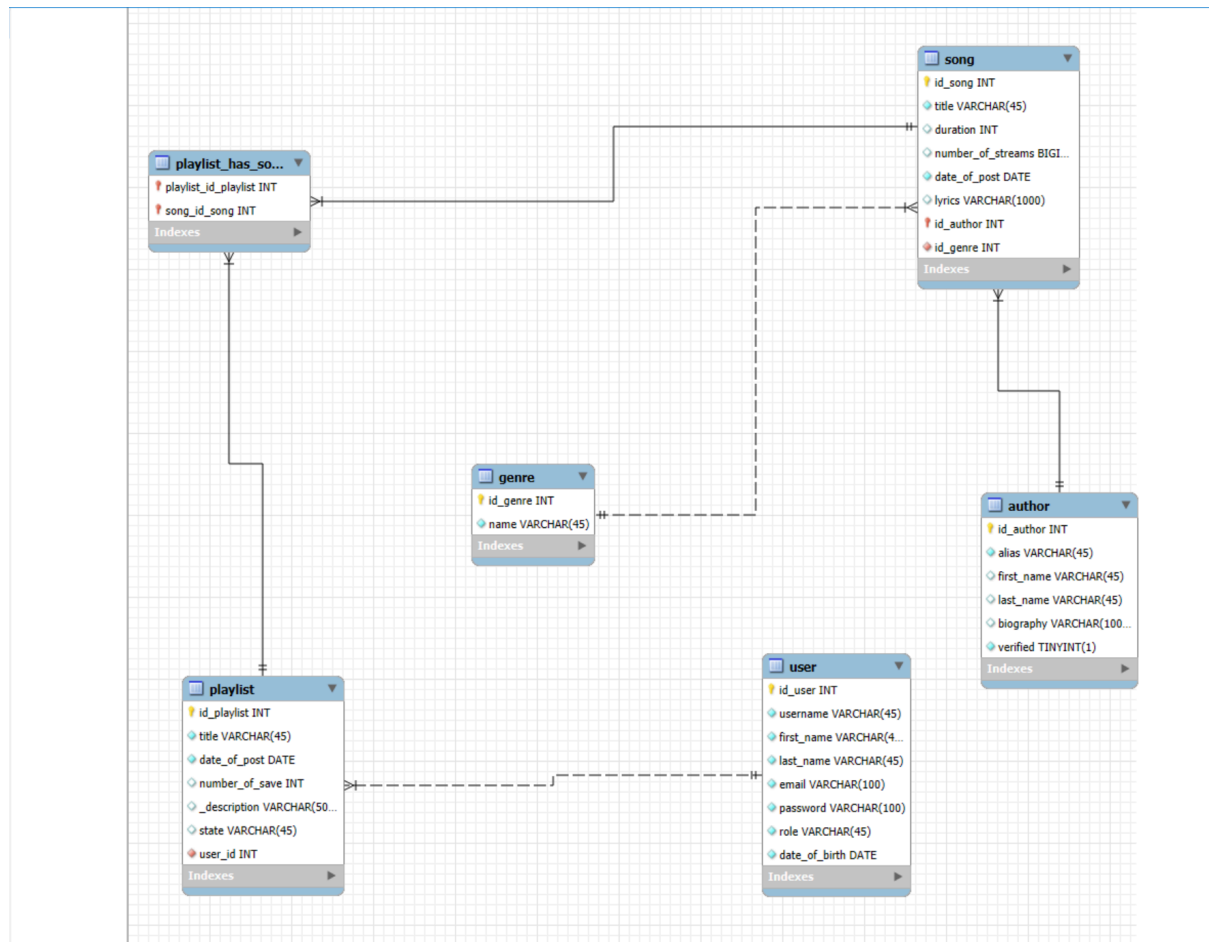 song
id_song INT
title VARCHAR(45)
duration INT
number_of_streams BIGI...
date_of_post DATE
lyrics VARCHAR(1000)
id_author INT
id_genre INT
Indexes
playlist_has_so...
playlist_id_playlist INT
song_id_song INT
Indexes
genre
id_genre INT
name VARCHAR(45)
Indexes
author
id_author INT
alias VARCHAR(45)
first_name VARCHAR(45)
last_name VARCHAR(45)
biography VARCHAR(100...
verified TINYINT(1)
Indexes
playlist
id_playlist INT
title VARCHAR(45)
date_of_post DATE
number_of_save INT
_description VARCHAR(50...
state VARCHAR(45)
user_id INT
Indexes
user
id_user INT
username VARCHAR(45)
first_name VARCHAR(4...
last_name VARCHAR(45)
email VARCHAR(100)
password VARCHAR(100)
role VARCHAR(45)
date_of_birth DATE
Indexes